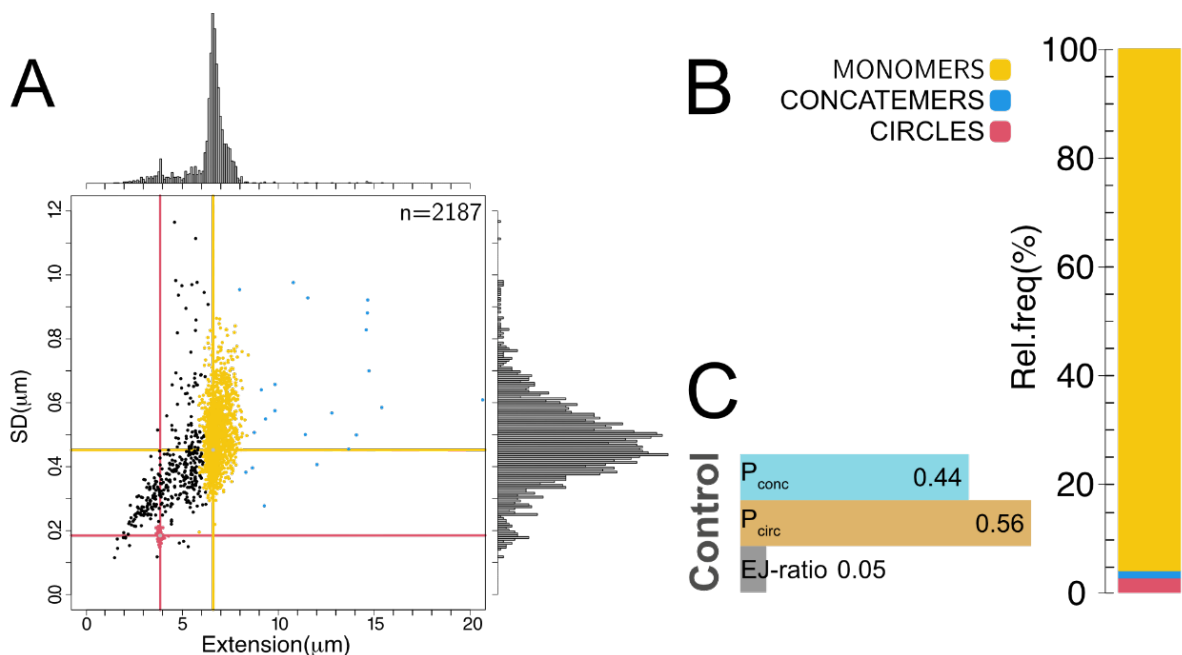 A
n=2187
SD(μm)
1.2
1.0
0.8
0.6
0.4
0.2
0.0
0 5 10 15 20
Extension(μm)
B
MONOMERS
CONCATEMERS
CIRCLES
Rel.freq(%)
100
80
60
40
20
0
C
Control
Pconc 0.44
Pcirc 0.56
EJ-ratio 0.05